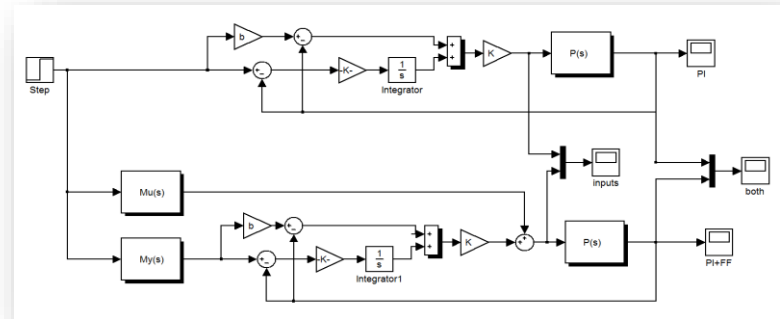 b
K
P(s)
-K-
1
s
Integrator
PI
Step
inputs
both
Mu(s)
b
K
P(s)
My(s)
-K-
1
s
Integrator1
PI+FF